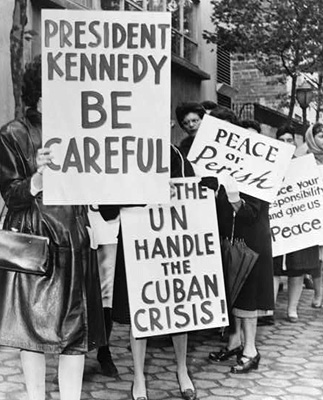 PRESIDENT
KENNEDY
BE
CAREFUL
PEACE
or
Perish
THE
UN
HANDLE
THE
CUBAN
CRISIS!
YOUR
RESPONSIBILITY
and give us
Peace